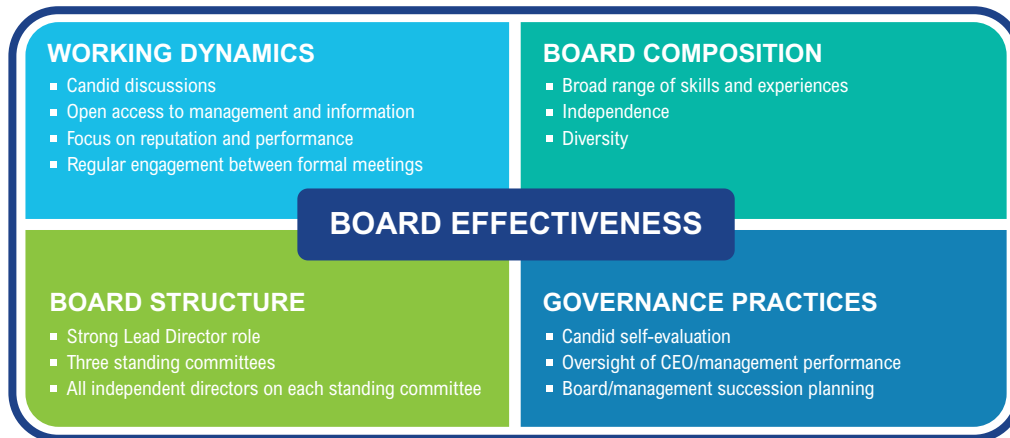 WORKING DYNAMICS
▪ Candid discussions
▪ Open access to management and information
▪ Focus on reputation and performance
▪ Regular engagement between formal meetings
BOARD COMPOSITION
▪ Broad range of skills and experiences
▪ Independence
▪ Diversity
BOARD EFFECTIVENESS
BOARD STRUCTURE
▪ Strong Lead Director role
▪ Three standing committees
▪ All independent directors on each standing committee
GOVERNANCE PRACTICES
▪ Candid self-evaluation
▪ Oversight of CEO/management performance
▪ Board/management succession planning